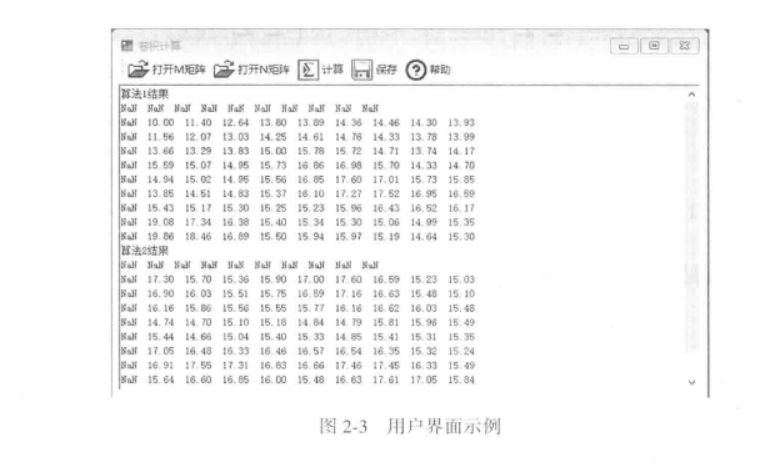 卷积计算
打开M矩阵 打开N矩阵 计算 保存 帮助
算法1结果
NaN NaN NaN NaN NaN NaN NaN NaN NaN NaN
NaN 10.00 11.40 12.64 13.80 13.89 14.36 14.46 14.30 13.93
NaN 11.56 12.07 13.03 14.25 14.61 14.76 14.33 13.78 13.99
NaN 13.66 13.29 13.83 15.00 15.78 15.72 14.71 13.74 14.17
NaN 15.59 15.07 14.95 15.73 16.86 16.98 15.70 14.33 14.70
NaN 14.94 15.02 14.95 15.56 16.85 17.60 17.01 15.73 15.85
NaN 13.85 14.51 14.83 15.37 16.10 17.27 17.52 16.95 16.59
NaN 15.43 15.17 15.30 15.25 15.23 15.96 16.43 16.52 16.17
NaN 19.08 17.34 16.38 15.40 15.34 15.30 15.06 14.99 15.35
NaN 19.86 18.46 16.89 15.50 15.94 15.97 15.19 14.64 15.30
算法2结果
NaN NaN NaN NaN NaN NaN NaN NaN NaN NaN
NaN 17.30 15.70 15.36 15.90 17.00 17.60 16.59 15.23 15.03
NaN 16.90 16.03 15.51 15.75 16.59 17.16 16.63 15.48 15.10
NaN 16.16 15.86 15.56 15.55 15.77 16.16 16.62 16.03 15.48
NaN 14.74 14.70 15.10 15.18 14.84 14.79 15.81 15.96 15.49
NaN 15.44 14.66 15.04 15.40 15.33 14.85 15.41 15.31 15.35
NaN 17.05 16.48 16.33 16.46 16.57 16.54 16.35 15.32 15.24
NaN 16.91 17.55 17.31 16.83 16.66 17.46 17.45 16.33 15.49
NaN 15.64 16.60 16.85 16.00 15.48 16.63 17.61 17.05 15.84
图 2-3 用户界面示例